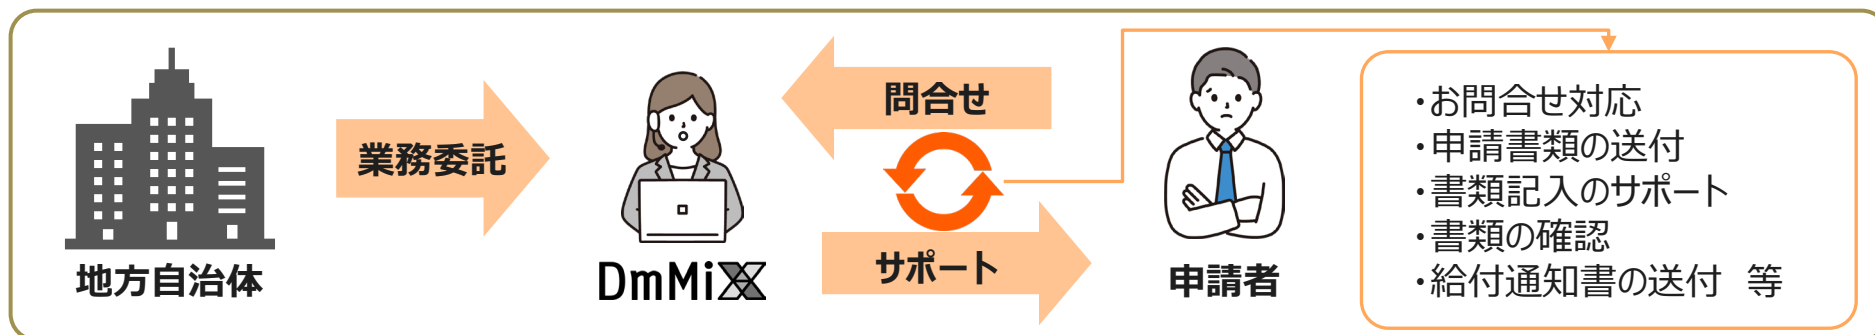 地方自治体
業務委託
DmMiX
問合せ
サポート
申請者
・お問合せ対応
・申請書類の送付
・書類記入のサポート
・書類の確認
・給付通知書の送付 等